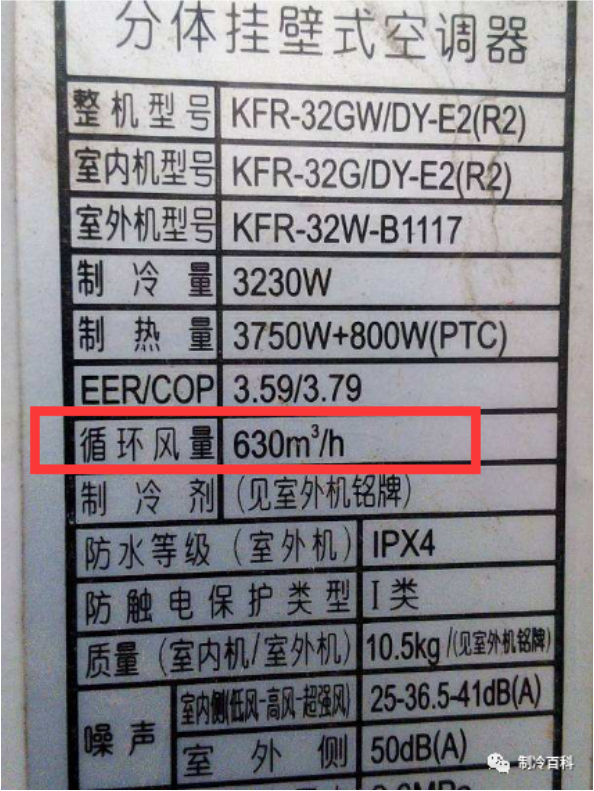 分体挂壁式空调器
整机型号 KFR-32GW/DY-E2(R2)
室内机型号 KFR-32G/DY-E2(R2)
室外机型号 KFR-32W-B1117
制冷量 3230W
制热量 3750W+800W(PTC)
EER/COP 3.59/3.79
循环风量 630m³/h
制冷剂 (见室外机铭牌)
防水等级(室外机) IPX4
防触电保护类型 I类
质量(室内机/室外机) 10.5kg/(见室外机铭牌)
噪声 室内侧(低风-高风-超强风) 25-36.5-41dB(A)
室外侧 50dB(A)
制冷百科